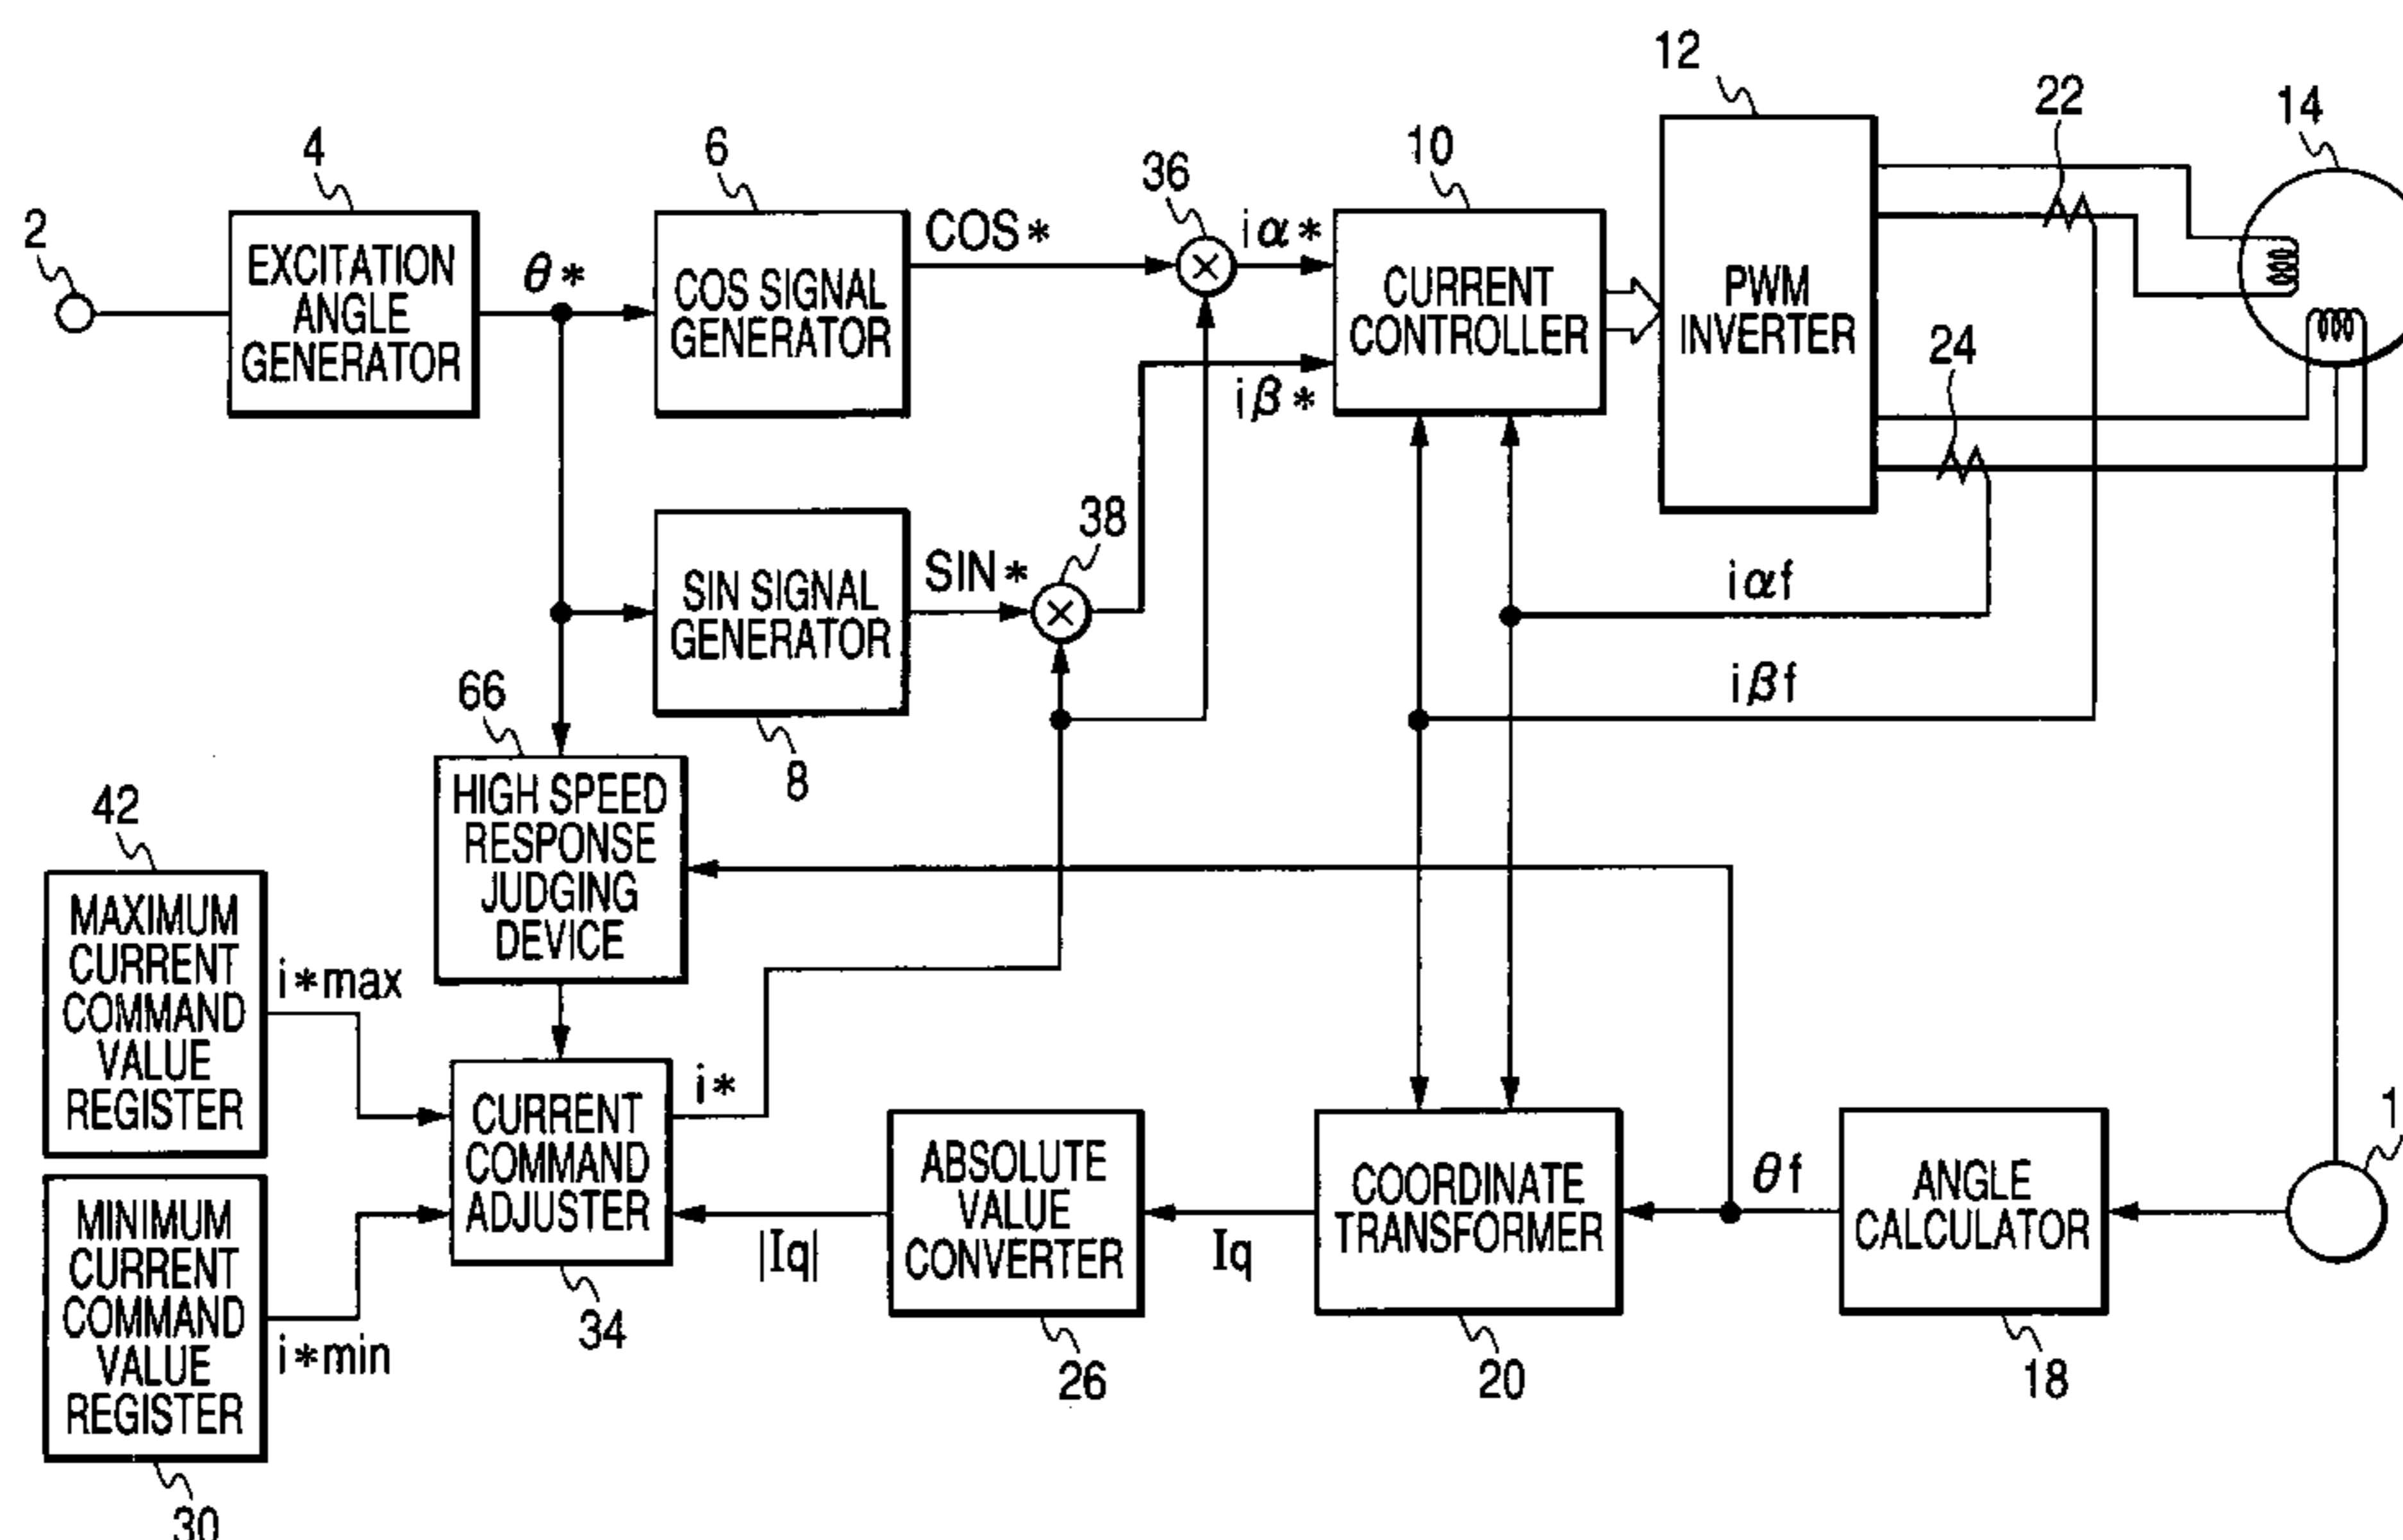 12
22
14
4
6
10
36
2
COS*
iα*
EXCITATION
ANGLE
GENERATOR
θ*
COS SIGNAL
GENERATOR
CURRENT
CONTROLLER
PWM
INVERTER
24
iβ*
38
SIN SIGNAL
GENERATOR
SIN*
iαf
66
iβf
8
42
HIGH SPEED
RESPONSE
JUDGING
DEVICE
MAXIMUM
CURRENT
COMMAND
VALUE
REGISTER
i*max
i*
1
CURRENT
COMMAND
ADJUSTER
ABSOLUTE
VALUE
CONVERTER
COORDINATE
TRANSFORMER
θf
ANGLE
CALCULATOR
MINIMUM
CURRENT
COMMAND
VALUE
REGISTER
|Iq|
Iq
i*min
34
26
20
18
30